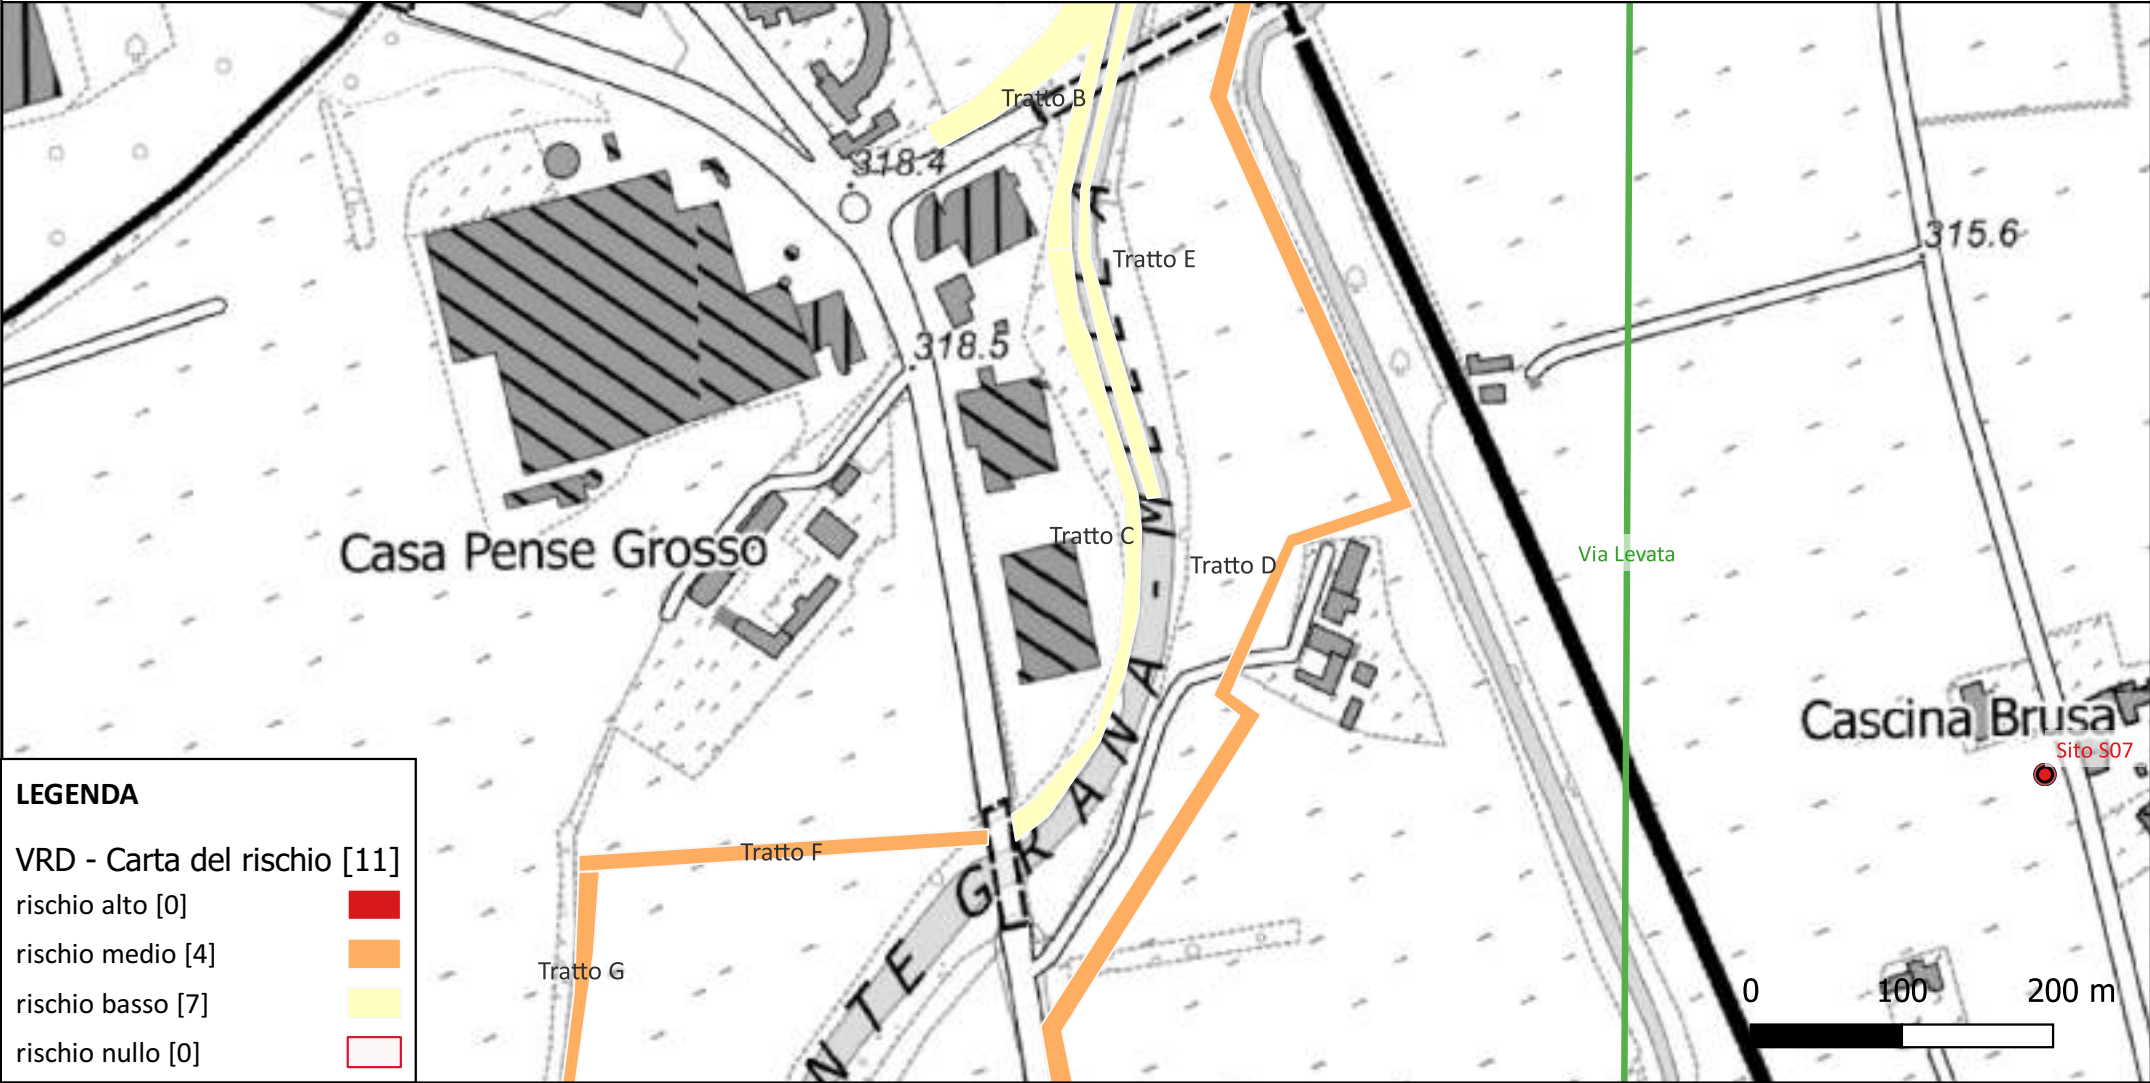 Tratto B
318.4
315.6
Tratto E
318.5
Tratto C
Casa Pense Grosso
Tratto D
Via Levata
Cascina Brusa
Sito S07
Tratto F
Tratto G
LEGENDA
VRD - Carta del rischio [11]
rischio alto [0]
rischio medio [4]
rischio basso [7]
rischio nullo [0]
0 100 200 m